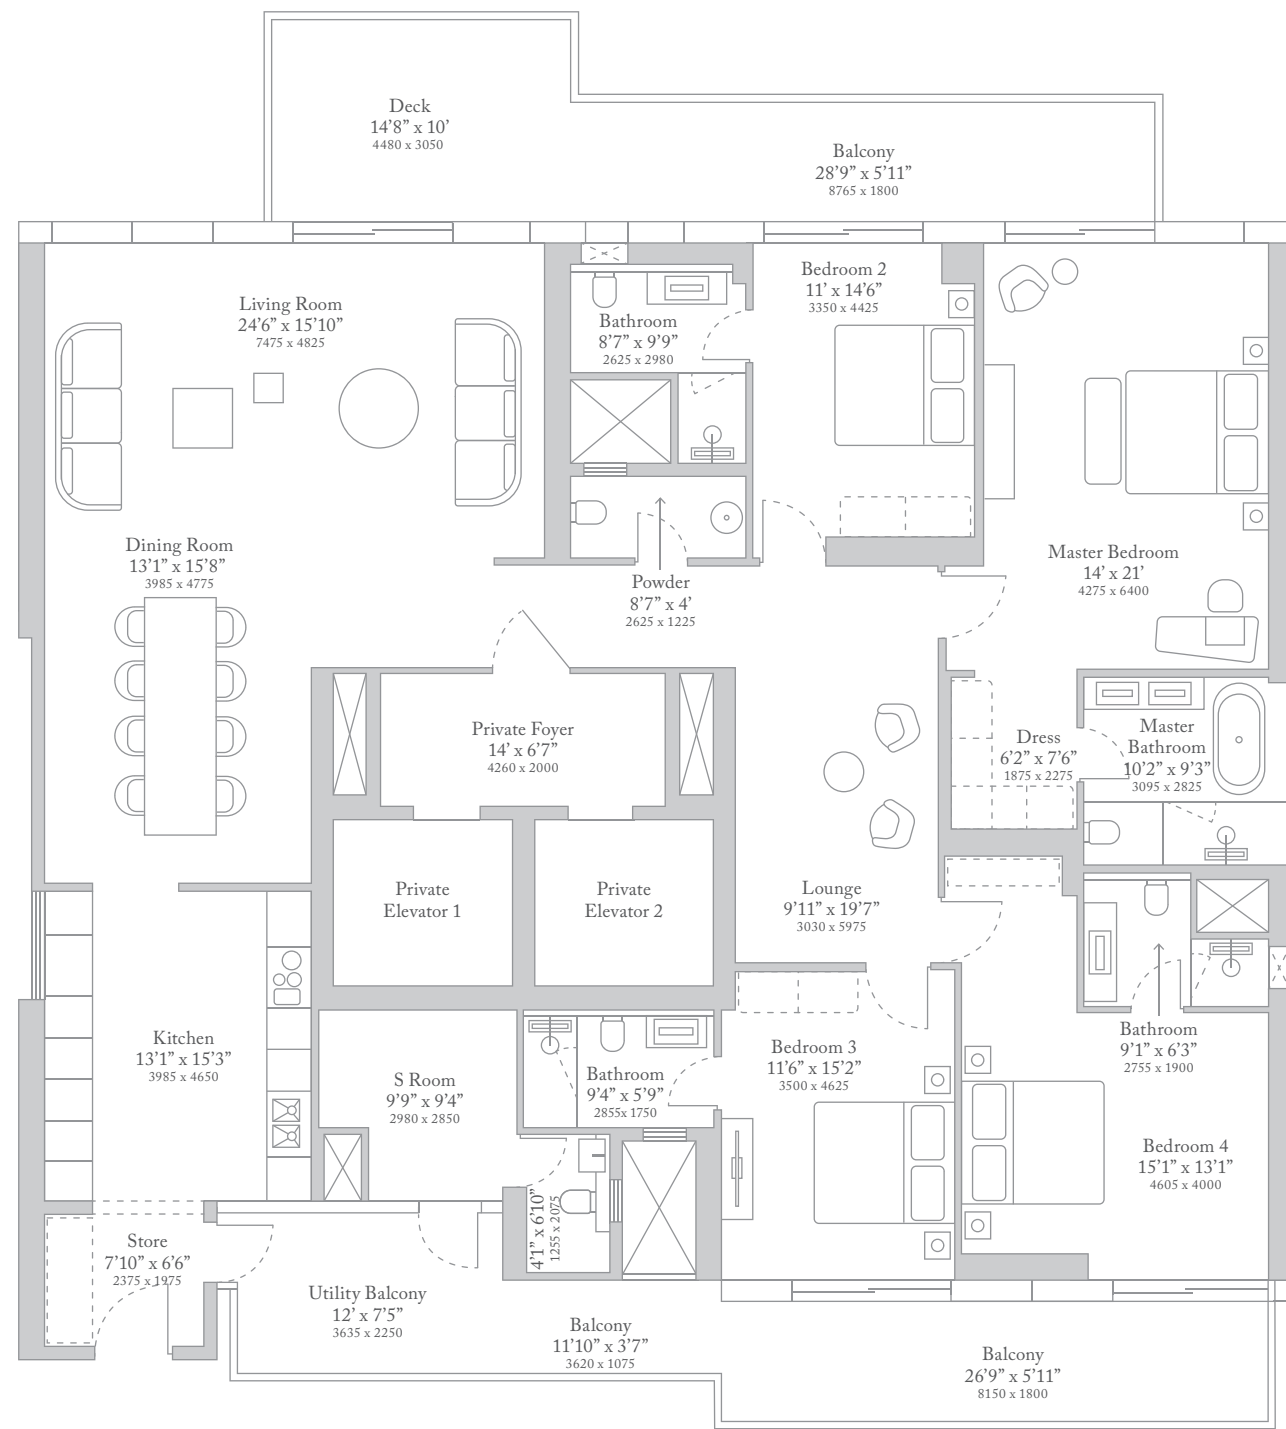 Deck
14’8” x 10’
4480 x 3050
Balcony
28’9” x 5’11”
8765 x 1800
Living Room
24’6” x 15’10”
7475 x 4825
Bathroom
8’7” x 9’9”
2625 x 2980
Bedroom 2
11’ x 14’6”
3350 x 4425
Dining Room
13’1” x 15’8”
3985 x 4775
Powder
8’7” x 4’
2625 x 1225
Master Bedroom
14’ x 21’
4275 x 6400
Private Foyer
14’ x 6’7”
4260 x 2000
Dress
6’2” x 7’6”
1875 x 2275
Master
Bathroom
10’2” x 9’3”
3095 x 2825
Private
Elevator 1
Private
Elevator 2
Lounge
9’11” x 19’7”
3030 x 5975
Kitchen
13’1” x 15’3”
3985 x 4650
S Room
9’9” x 9’4”
2980 x 2850
Bathroom
9’4” x 5’9”
2855x 1750
Bedroom 3
11’6” x 15’2”
3500 x 4625
Bathroom
9’1” x 6’3”
2755 x 1900
Bedroom 4
15’1” x 13’1”
4605 x 4000
4’1” x 6’10”
1255 x 2075
Store
7’10” x 6’6”
2375 x 1975
Utility Balcony
12’ x 7’5”
3635 x 2250
Balcony
11’10” x 3’7”
3620 x 1075
Balcony
26’9” x 5’11”
8150 x 1800